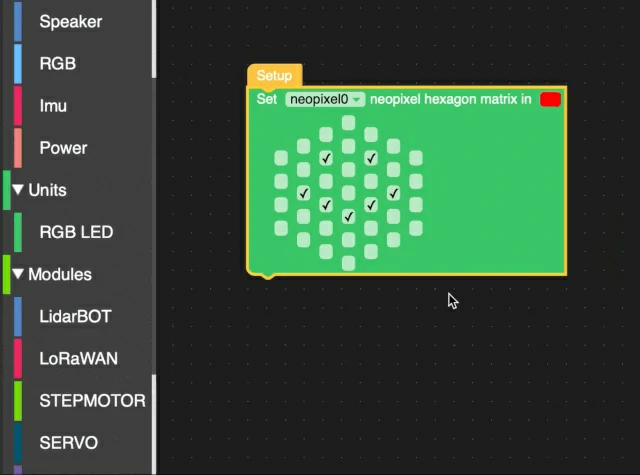 Speaker
RGB
Imu
Power
Units
RGB LED
Modules
LidarBOT
LoRaWAN
STEPMOTOR
SERVO
Setup
Set neopixel0 neopixel hexagon matrix in